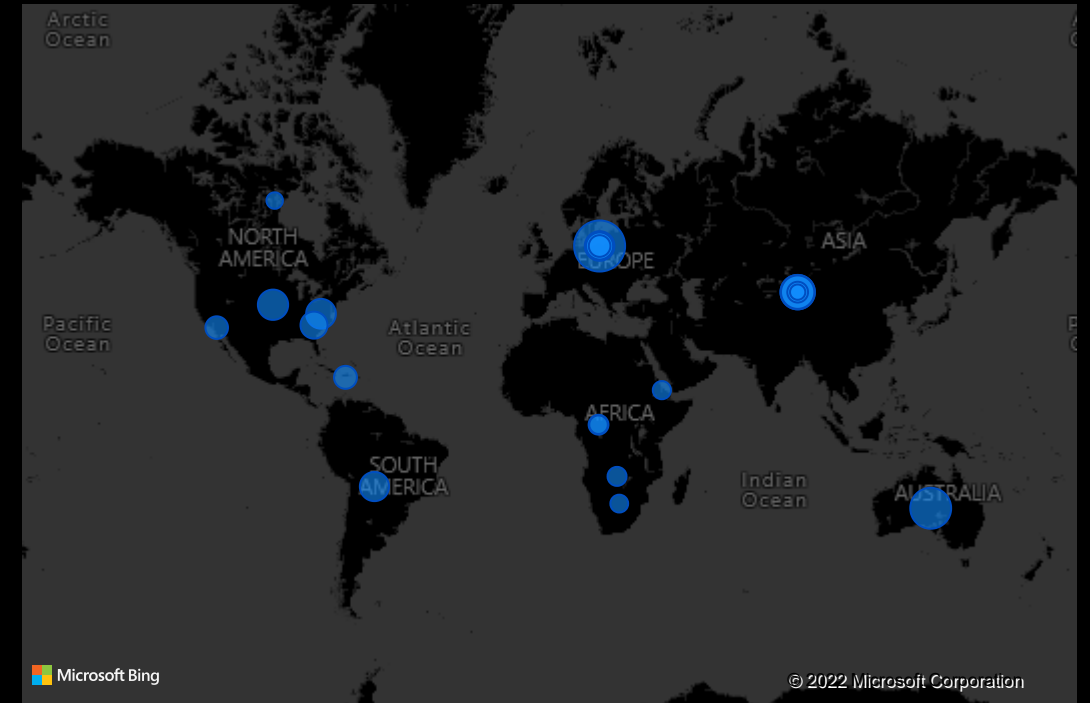 Arctic
Ocean
NORTH
AMERICA
EUROPE
ASIA
Pacific
Ocean
Atlantic
Ocean
AFRICA
SOUTH
AMERICA
Indian
Ocean
AUSTRALIA
Microsoft Bing
© 2022 Microsoft Corporation